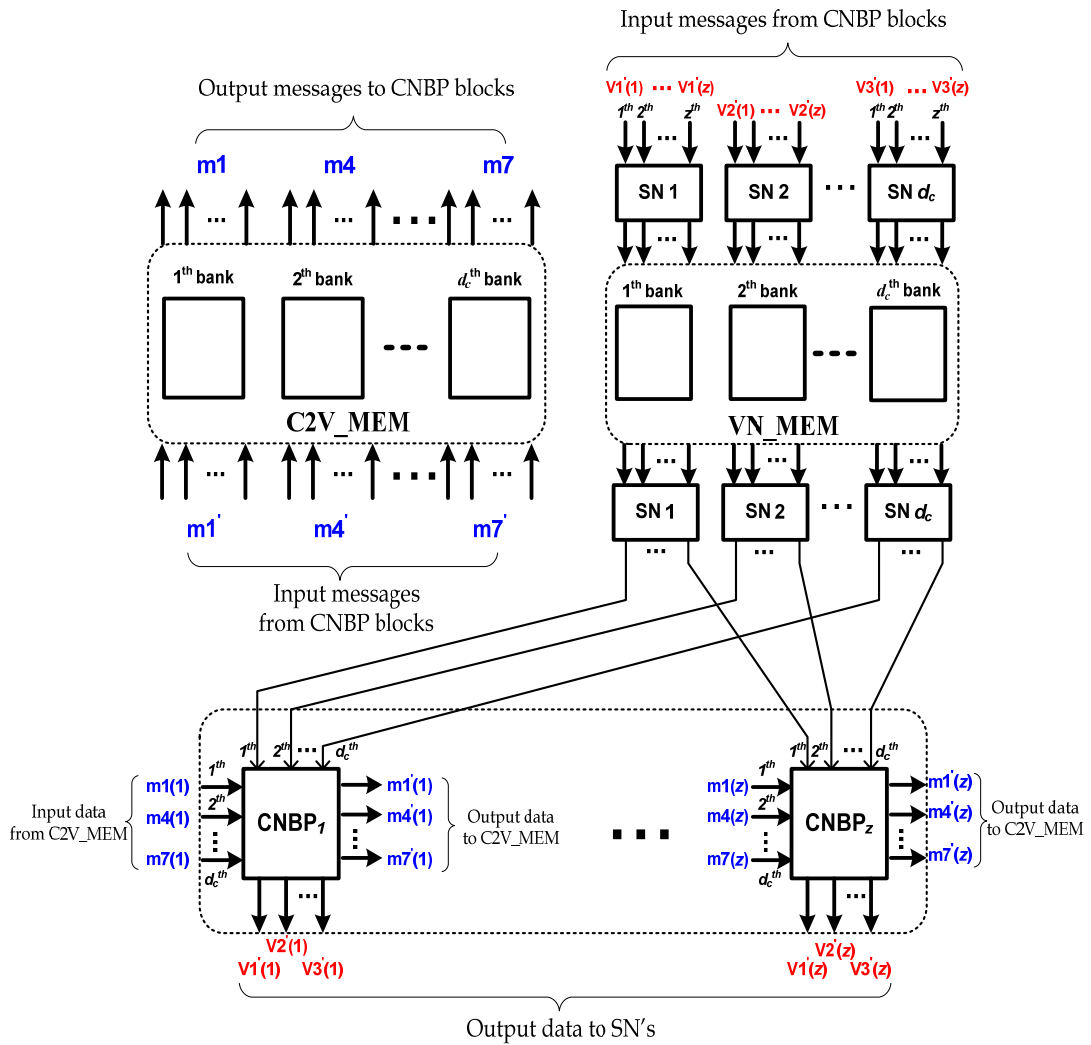 Input messages from CNBP blocks
Output messages to CNBP blocks
V1'(1) ... V1'(z)
V2'(1) ... V2'(z)
V3'(1) ... V3'(z)
1th 2th ... zth
...
1th 2th ... zth
m1 m4 m7
SN 1 SN 2 ... SN dc
... ... ... ...
1th bank 2th bank dcth bank
C2V_MEM
1th bank 2th bank dcth bank
VN_MEM
... ... ... ...
m1' m4' m7'
Input messages
from CNBP blocks
SN 1 SN 2 ... SN dc
... ... ...
1th 2th ... dcth
1th 2th ... dcth
Input data
from C2V_MEM
m1(1) 1th
m4(1) 2th
...
m7(1) dcth
CNBP1
m1'(1)
m4'(1)
...
m7'(1)
Output data
to C2V_MEM
...
m1(z) 1th
m4(z) 2th
...
m7(z) dcth
CNBPz
m1'(z)
m4'(z)
...
m7'(z)
Output data
to C2V_MEM
... ...
V1'(1) V2'(1) V3'(1)
V1'(z) V2'(z) V3'(z)
Output data to SN's